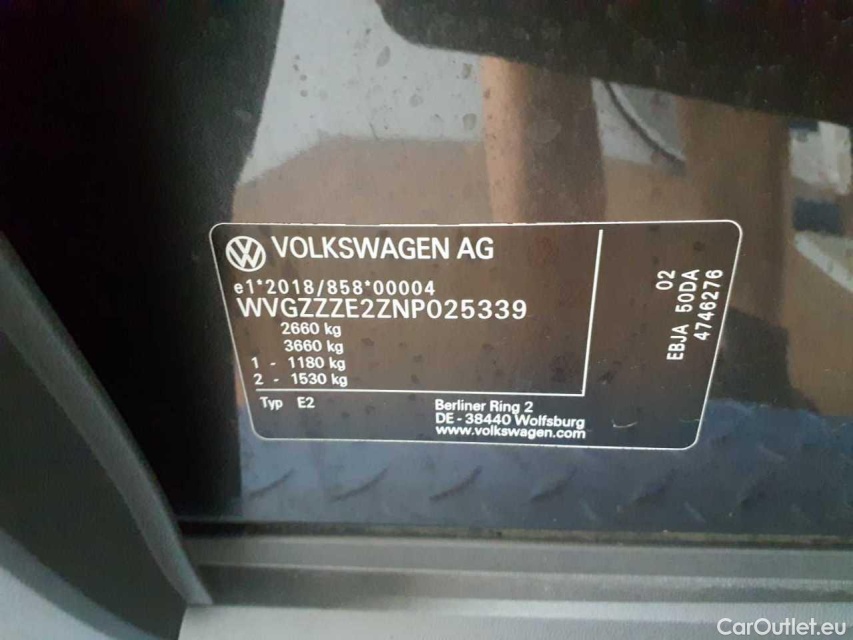 VOLKSWAGEN AG
e1*2018/858*00004
WVGZZZE2ZNP025339
2660 kg
3660 kg
1 - 1180 kg
2 - 1530 kg
Typ E2
Berliner Ring 2
DE - 38440 Wolfsburg
www.volkswagen.com
02
EBJA 50DA
4746276
CarOutlet.eu